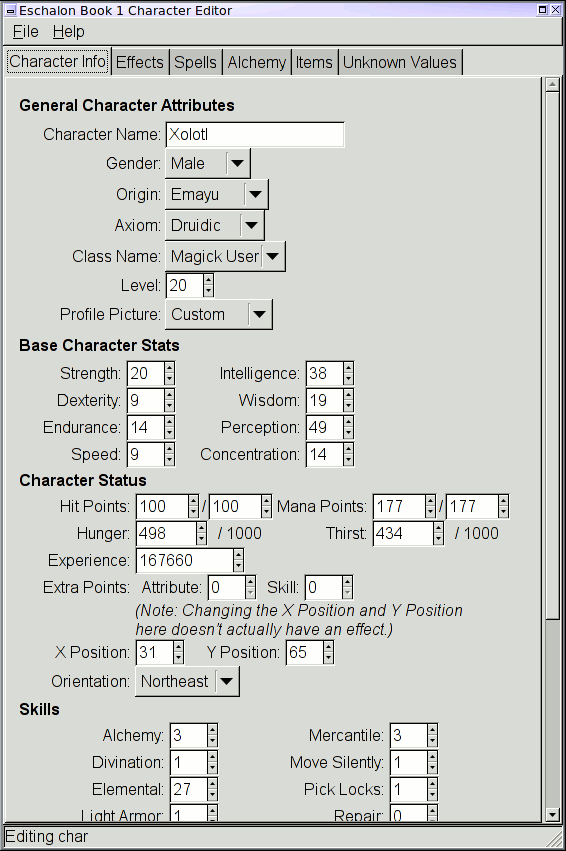 Eschalon Book 1 Character Editor
File Help
Character Info Effects Spells Alchemy Items Unknown Values
General Character Attributes
Character Name: Xolotl
Gender: Male
Origin: Emayu
Axiom: Druidic
Class Name: Magick User
Level: 20
Profile Picture: Custom
Base Character Stats
Strength: 20 Intelligence: 38
Dexterity: 9 Wisdom: 19
Endurance: 14 Perception: 49
Speed: 9 Concentration: 14
Character Status
Hit Points: 100 / 100 Mana Points: 177 / 177
Hunger: 498 / 1000 Thirst: 434 / 1000
Experience: 167660
Extra Points: Attribute: 0 Skill: 0
(Note: Changing the X Position and Y Position
here doesn't actually have an effect.)
X Position: 31 Y Position: 65
Orientation: Northeast
Skills
Alchemy: 3 Mercantile: 3
Divination: 1 Move Silently: 1
Elemental: 27 Pick Locks: 1
Light Armor: 1 Repair: 0
Editing char